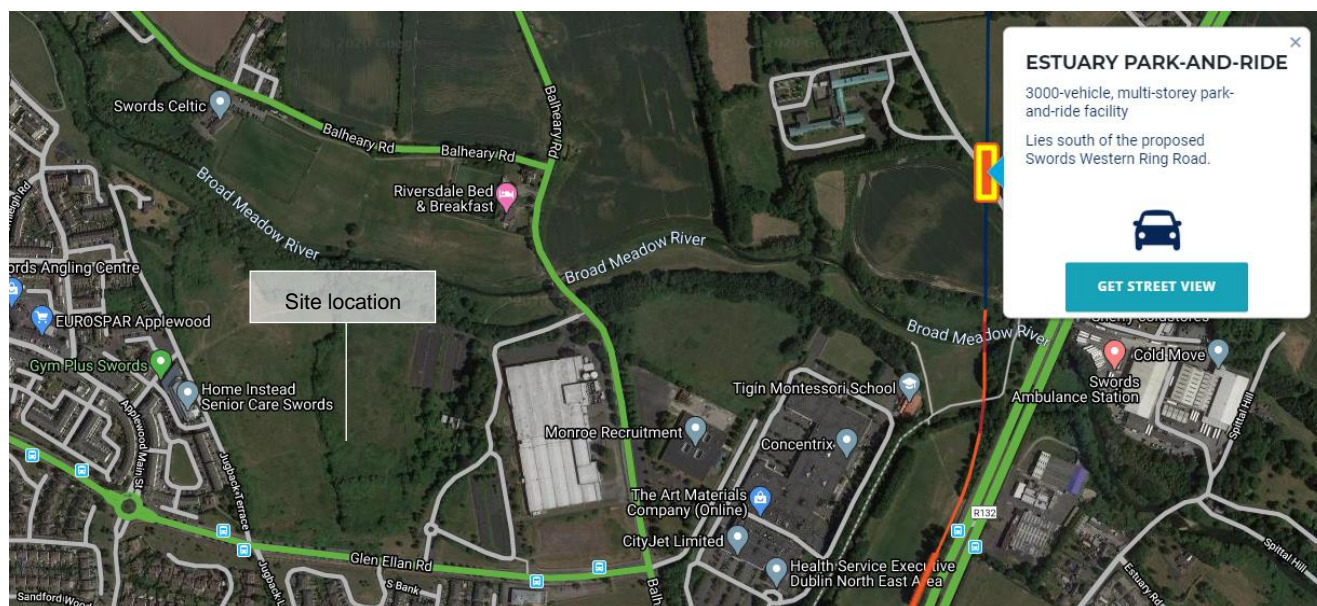 © 2020 Google
×
ESTUARY PARK-AND-RIDE
3000-vehicle, multi-storey park-
and-ride facility
Lies south of the proposed
Swords Western Ring Road.
GET STREET VIEW
Swords Celtic
Balheary Rd
Balheary Rd
Balheary Rd
Riversdale Bed
& Breakfast
Broad Meadow River
Broad Meadow River
Broad Meadow River
ords Angling Centre
EUROSPAR Applewood
Site location
Gym Plus Swords
Home Instead
Senior Care Swords
Applewood Main St
Jugback Terrace
Tigín Montessori School
Monroe Recruitment
Concentrix
Cold Move
Swords
Ambulance Station
Spittal Hill
The Art Materials
Company (Online)
R132
CityJet Limited
Glen Ellan Rd
S Bank
Health Service Executive
Dublin North East Area
Estuary Rd
Spittal Hill
Sandford Wood
Jugback L
Balh